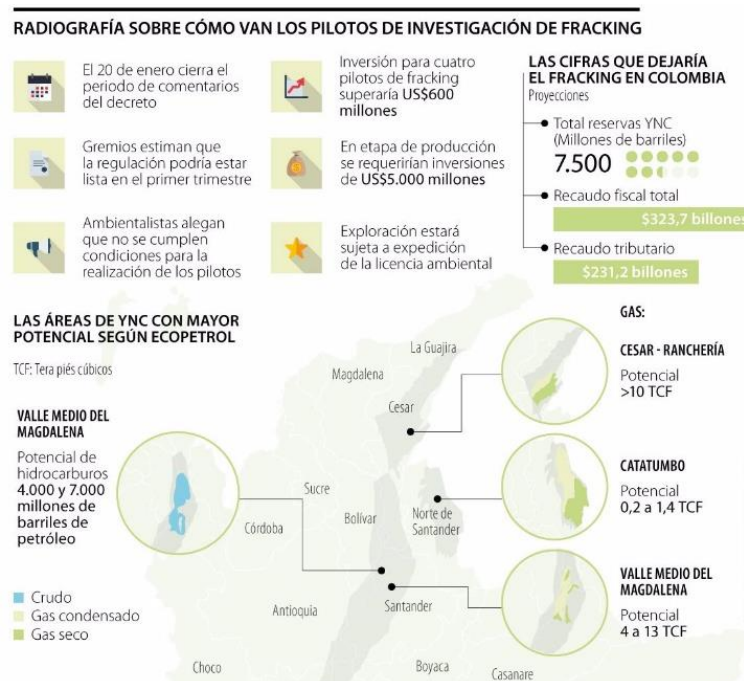 RADIOGRAFÍA SOBRE CÓMO VAN LOS PILOTOS DE INVESTIGACIÓN DE FRACKING
El 20 de enero cierra el
periodo de comentarios
del decreto
Gremios estiman que
la regulación podría estar
lista en el primer trimestre
Ambientalistas alegan
que no se cumplen
condiciones para la
realización de los pilotos
Inversión para cuatro
pilotos de fracking
superaría US$600
millones
En etapa de producción
se requerirían inversiones
de US$5.000 millones
Exploración estará
sujeta a expedición
de la licencia ambiental
LAS CIFRAS QUE DEJARÍA
EL FRACKING EN COLOMBIA
Proyecciones
Total reservas YNC
(Millones de barriles)
7.500
Recaudo fiscal total
$323,7 billones
Recaudo tributario
$231,2 billones
LAS ÁREAS DE YNC CON MAYOR
POTENCIAL SEGÚN ECOPETROL
TCF: Tera piés cúbicos
VALLE MEDIO DEL
MAGDALENA
Potencial de
hidrocarburos
4.000 y 7.000
millones de
barriles de
petróleo
Crudo
Gas condensado
Gas seco
La Guajira
Magdalena
Cesar
Sucre
Bolívar
Córdoba
Norte de
Santander
Antioquia
Santander
Choco
Boyaca
Casanare
GAS:
CESAR - RANCHERÍA
Potencial
>10 TCF
CATATUMBO
Potencial
0,2 a 1,4 TCF
VALLE MEDIO DEL
MAGDALENA
Potencial
4 a 13 TCF